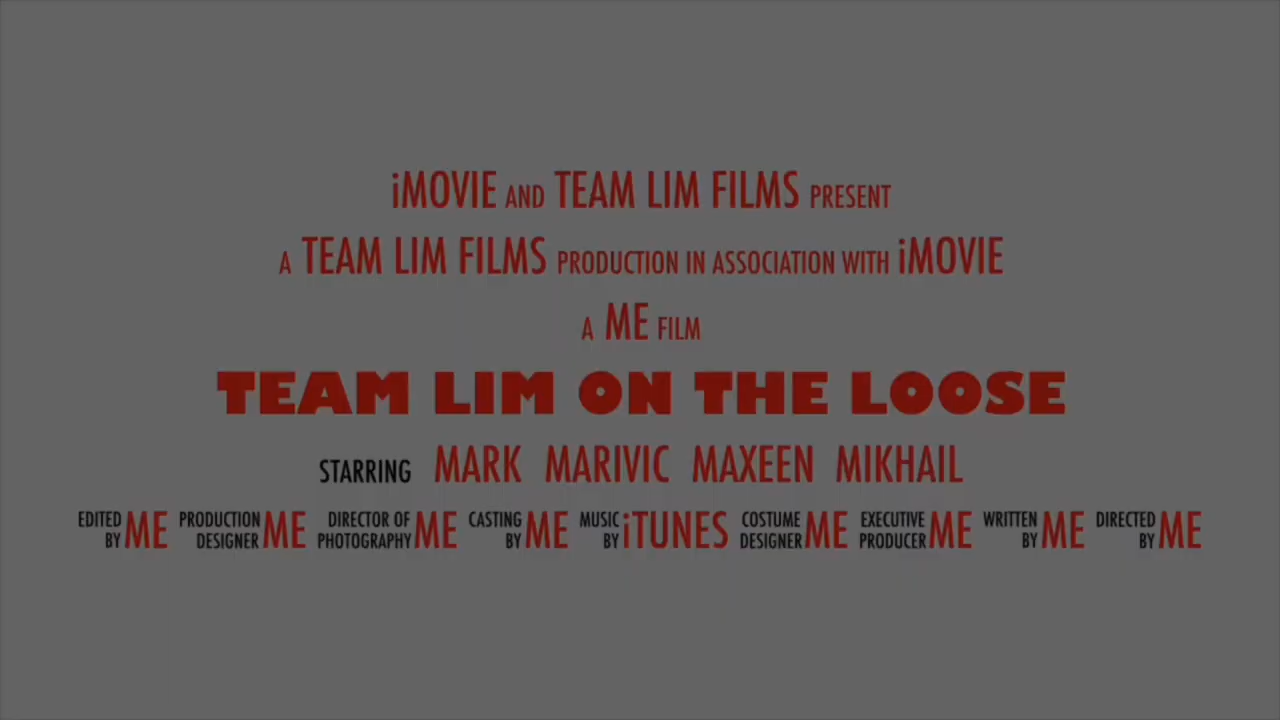 iMOVIE AND TEAM LIM FILMS PRESENT
A TEAM LIM FILMS PRODUCTION IN ASSOCIATION WITH iMOVIE
A ME FILM
TEAM LIM ON THE LOOSE
STARRING MARK MARIVIC MAXEEN MIKHAIL
EDITED BY ME PRODUCTION DESIGNER ME DIRECTOR OF PHOTOGRAPHY ME CASTING BY ME MUSIC BY iTUNES COSTUME DESIGNER ME EXECUTIVE PRODUCER ME WRITTEN BY ME DIRECTED BY ME